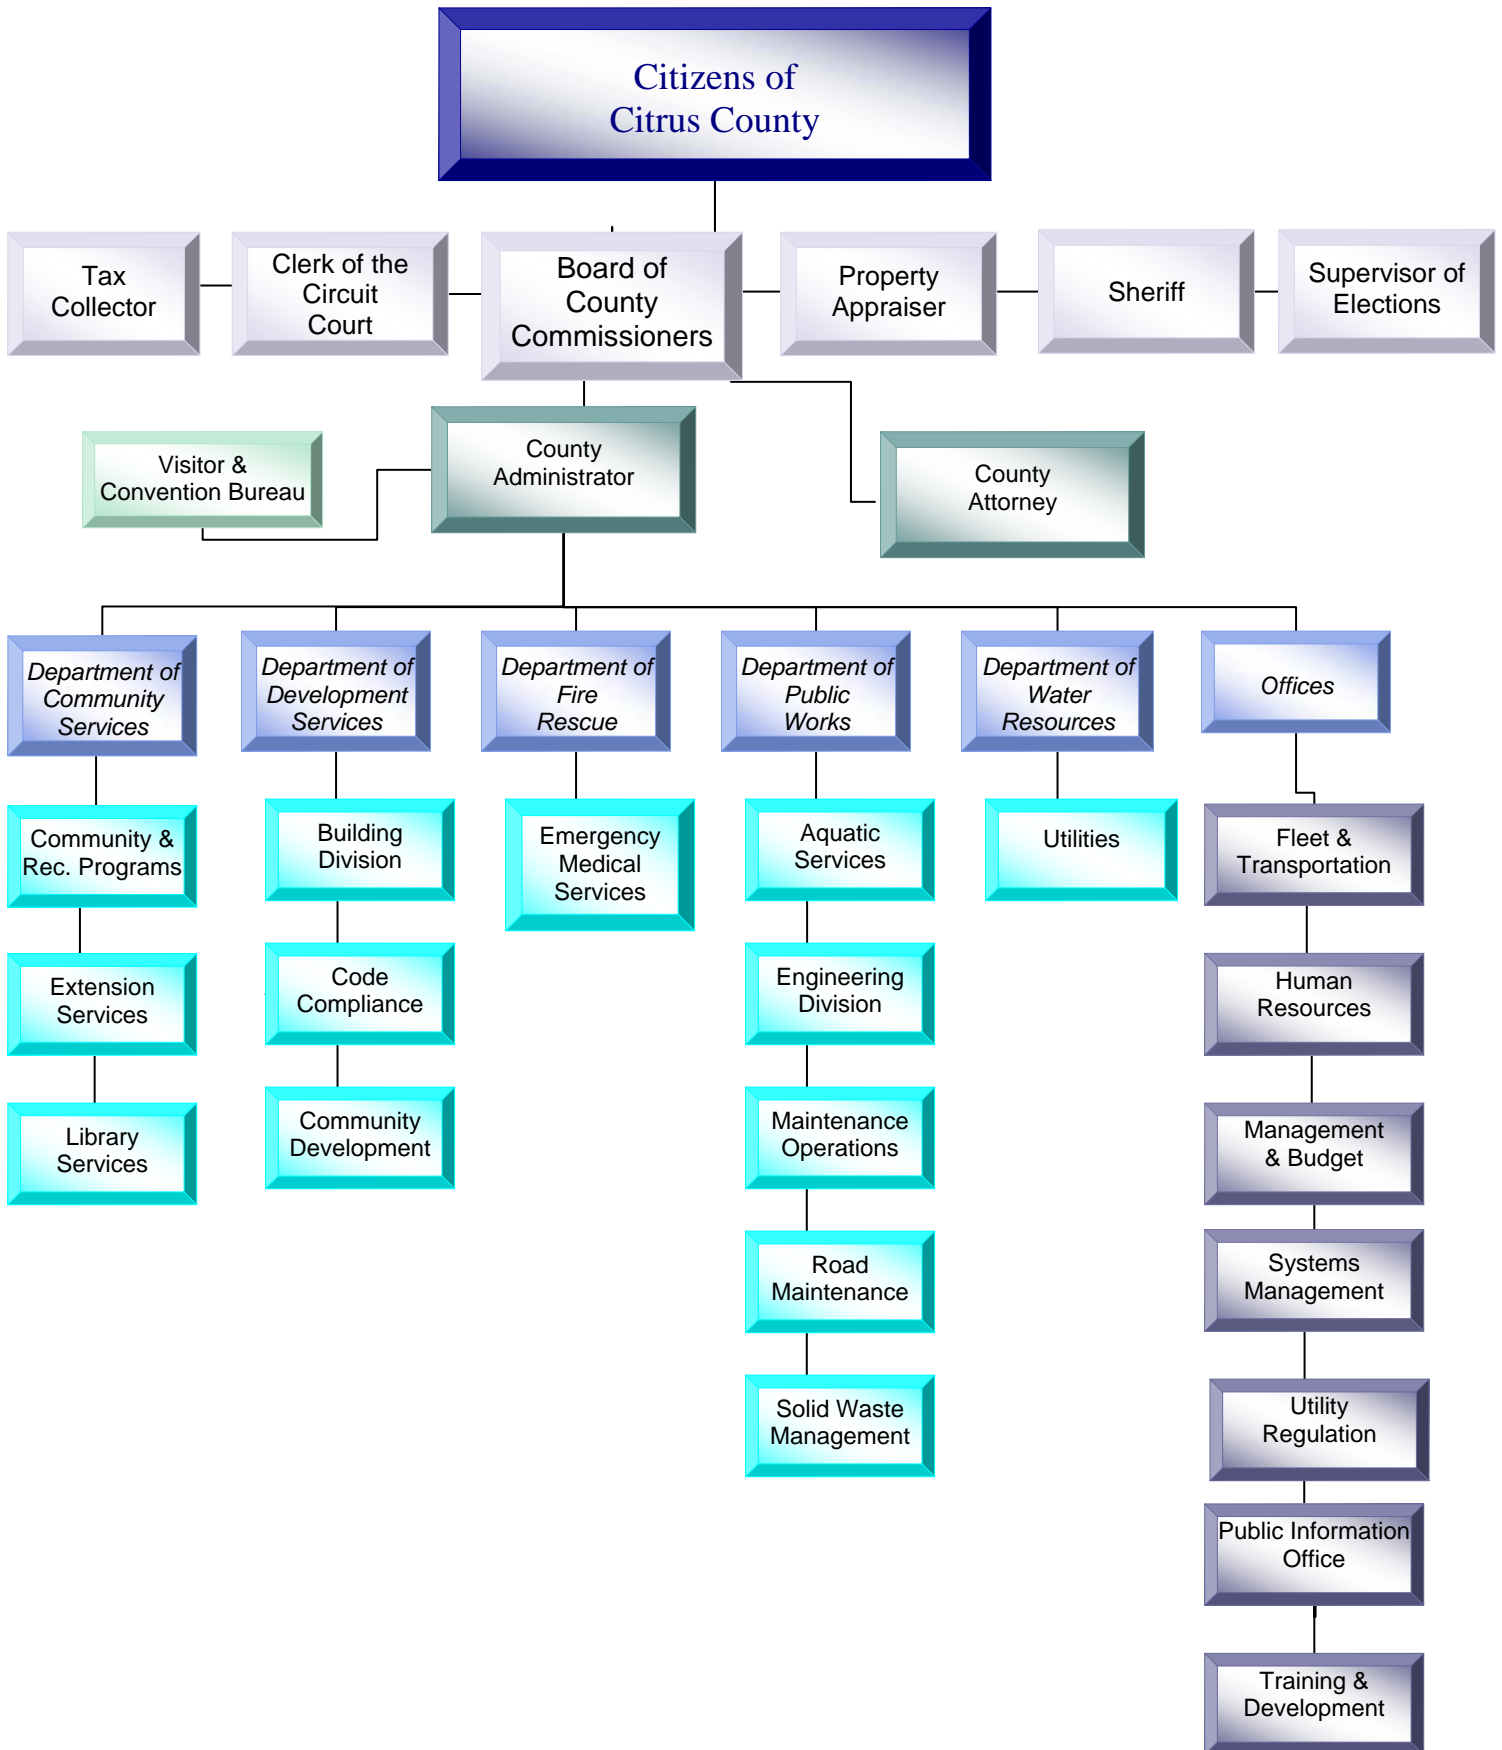 Citizens of
Citrus County
Tax
Collector
Clerk of the
Circuit
Court
Board of
County
Commissioners
Property
Appraiser
Sheriff
Supervisor of
Elections
Visitor &
Convention Bureau
County
Administrator
County
Attorney
Department of
Community
Services
Department of
Development
Services
Department of
Fire
Rescue
Department of
Public
Works
Department of
Water
Resources
Offices
Community &
Rec. Programs
Building
Division
Emergency
Medical
Services
Aquatic
Services
Utilities
Fleet &
Transportation
Extension
Services
Code
Compliance
Engineering
Division
Human
Resources
Library
Services
Community
Development
Maintenance
Operations
Management
& Budget
Road
Maintenance
Systems
Management
Solid Waste
Management
Utility
Regulation
Public Information
Office
Training &
Development